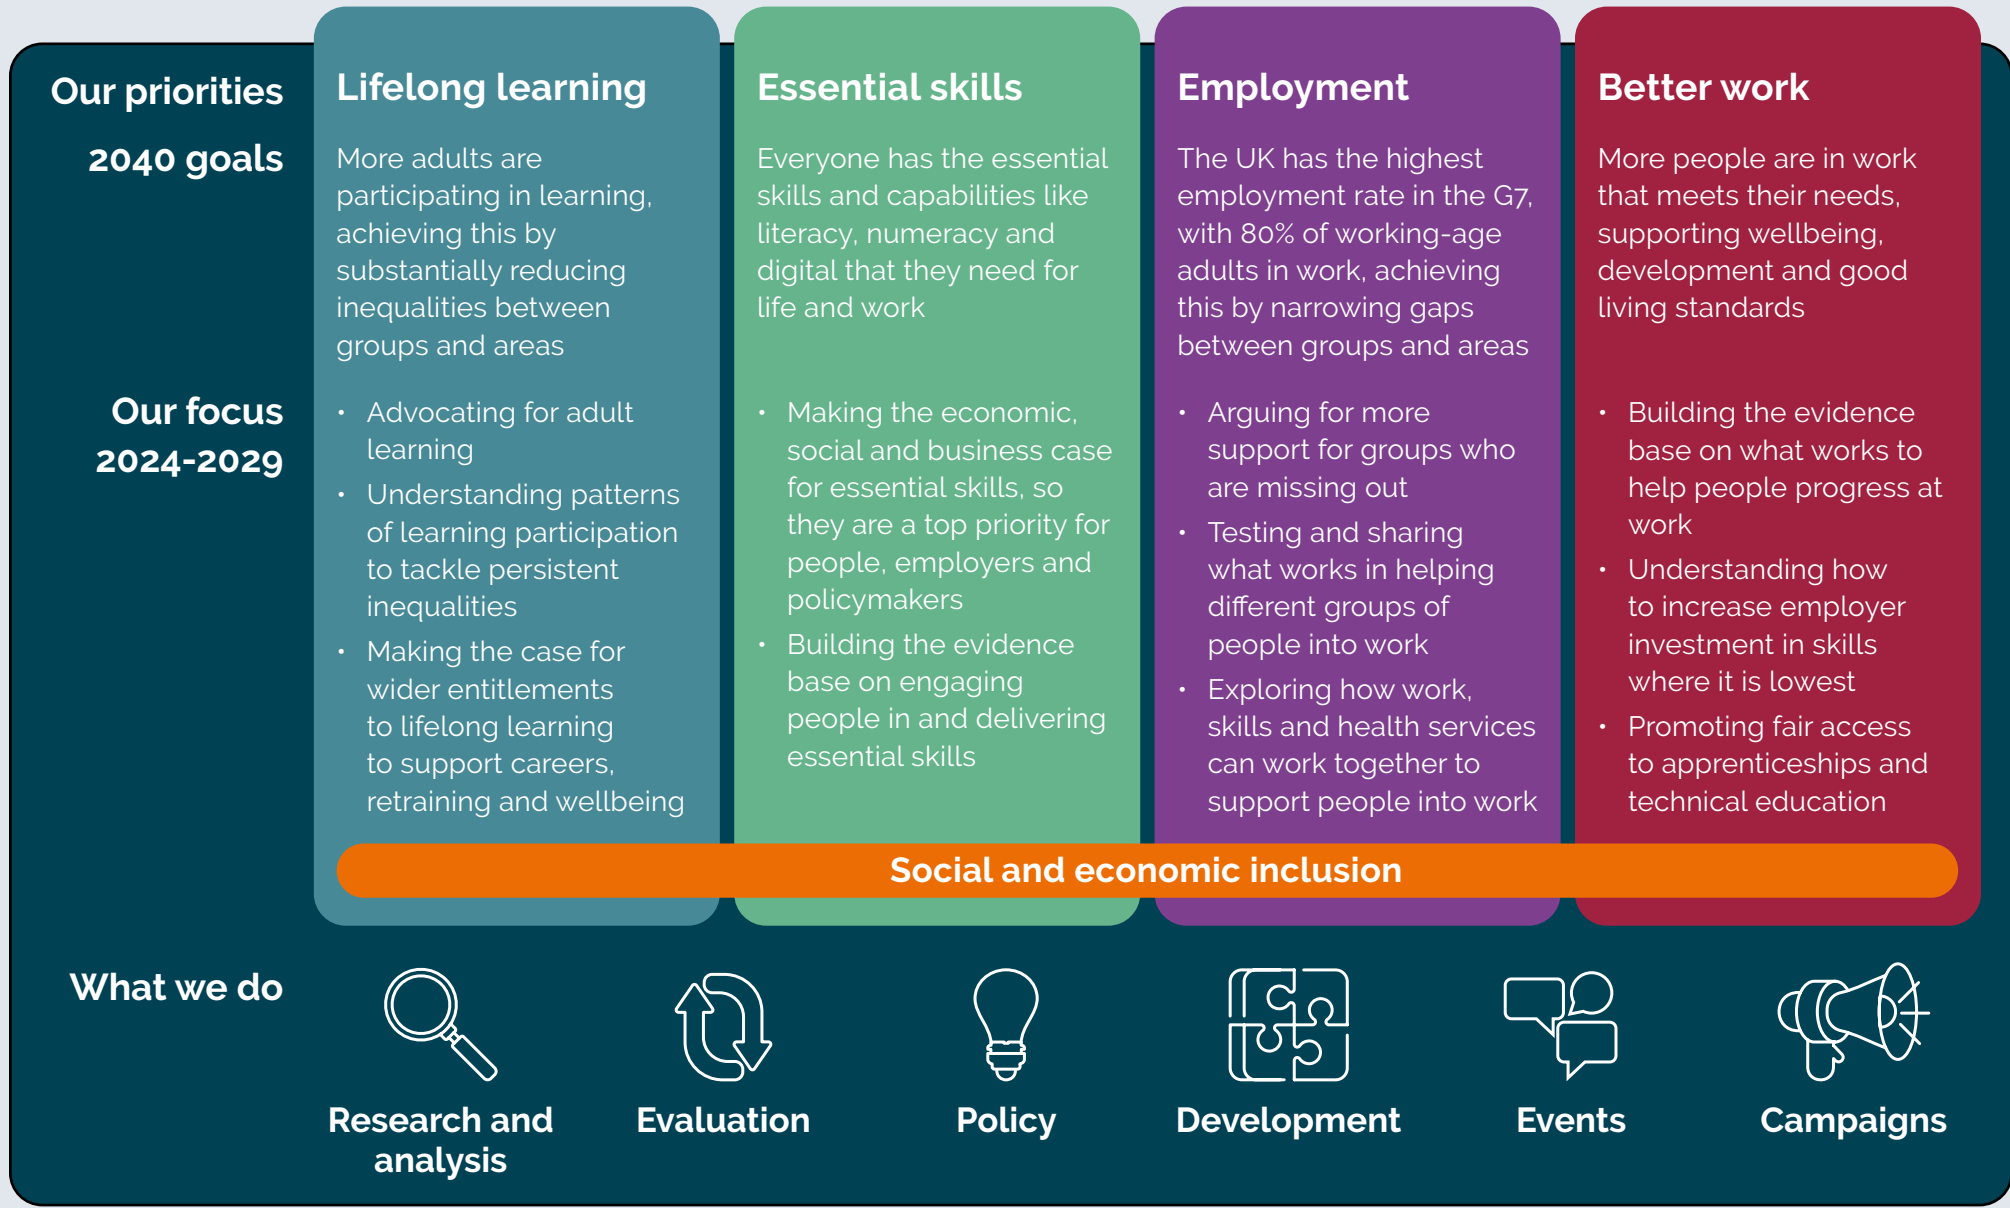 Our priorities
2040 goals
Our focus
2024-2029
Lifelong learning
More adults are
participating in learning,
achieving this by
substantially reducing
inequalities between
groups and areas
• Advocating for adult
learning
• Understanding patterns
of learning participation
to tackle persistent
inequalities
• Making the case for
wider entitlements
to lifelong learning
to support careers,
retraining and wellbeing
Essential skills
Everyone has the essential
skills and capabilities like
literacy, numeracy and
digital that they need for
life and work
• Making the economic,
social and business case
for essential skills, so
they are a top priority for
people, employers and
policymakers
• Building the evidence
base on engaging
people in and delivering
essential skills
Employment
The UK has the highest
employment rate in the G7,
with 80% of working-age
adults in work, achieving
this by narrowing gaps
between groups and areas
• Arguing for more
support for groups who
are missing out
• Testing and sharing
what works in helping
different groups of
people into work
• Exploring how work,
skills and health services
can work together to
support people into work
Better work
More people are in work
that meets their needs,
supporting wellbeing,
development and good
living standards
• Building the evidence
base on what works to
help people progress at
work
• Understanding how
to increase employer
investment in skills
where it is lowest
• Promoting fair access
to apprenticeships and
technical education
Social and economic inclusion
What we do
Research and
analysis
Evaluation
Policy
Development
Events
Campaigns